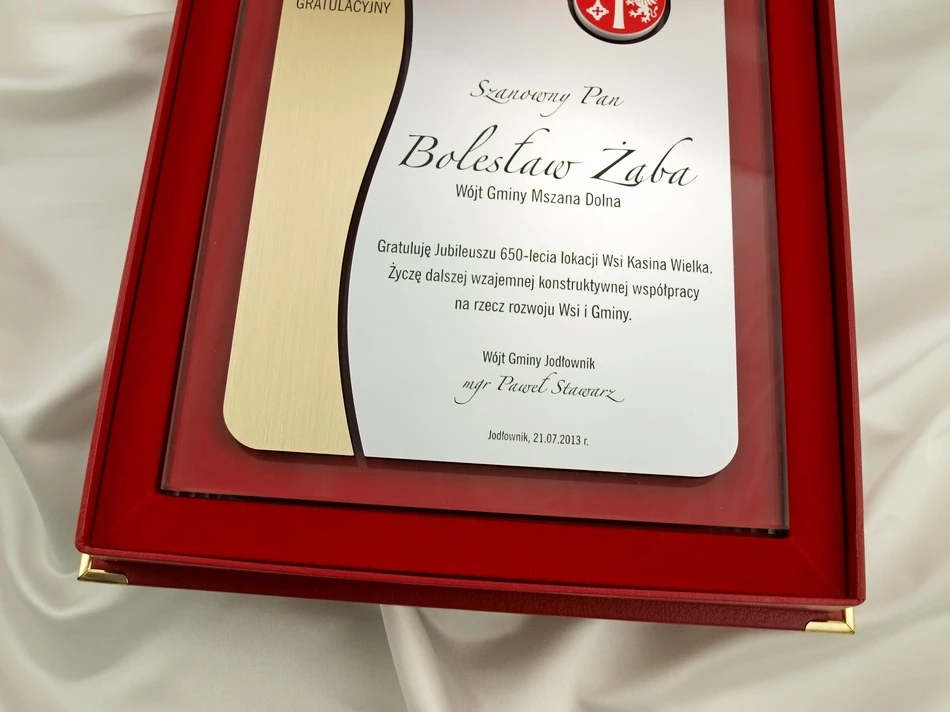 GRATULACYJNY
Szanowny Pan
Bolesław Żaba
Wójt Gminy Mszana Dolna
Gratuluję Jubileuszu 650-lecia lokacji Wsi Kasina Wielka.
Życzę dalszej wzajemnej konstruktywnej współpracy
na rzecz rozwoju Wsi i Gminy.
Wójt Gminy Jodłownik
mgr Paweł Stawarz
Jodłownik, 21.07.2013 r.